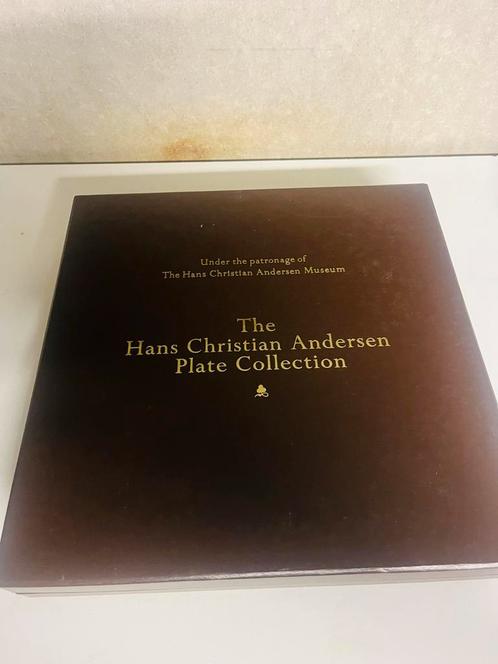 Under the patronage of
The Hans Christian Andersen Museum
The
Hans Christian Andersen
Plate Collection